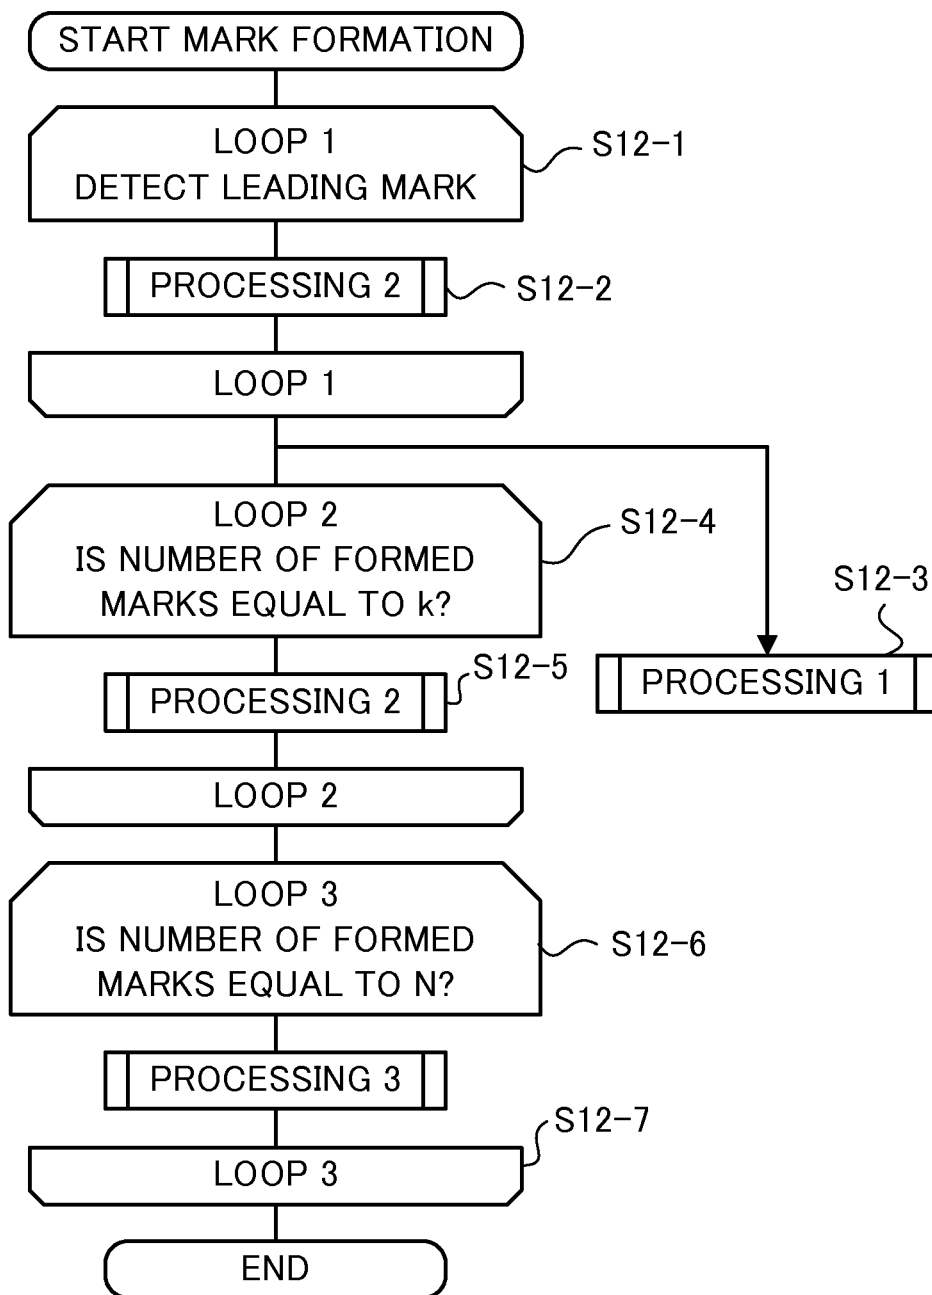 START MARK FORMATION
LOOP 1
DETECT LEADING MARK
S12-1
PROCESSING 2
S12-2
LOOP 1
LOOP 2
IS NUMBER OF FORMED
MARKS EQUAL TO k?
S12-4
S12-3
PROCESSING 1
PROCESSING 2
S12-5
LOOP 2
LOOP 3
IS NUMBER OF FORMED
MARKS EQUAL TO N?
S12-6
PROCESSING 3
S12-7
LOOP 3
END